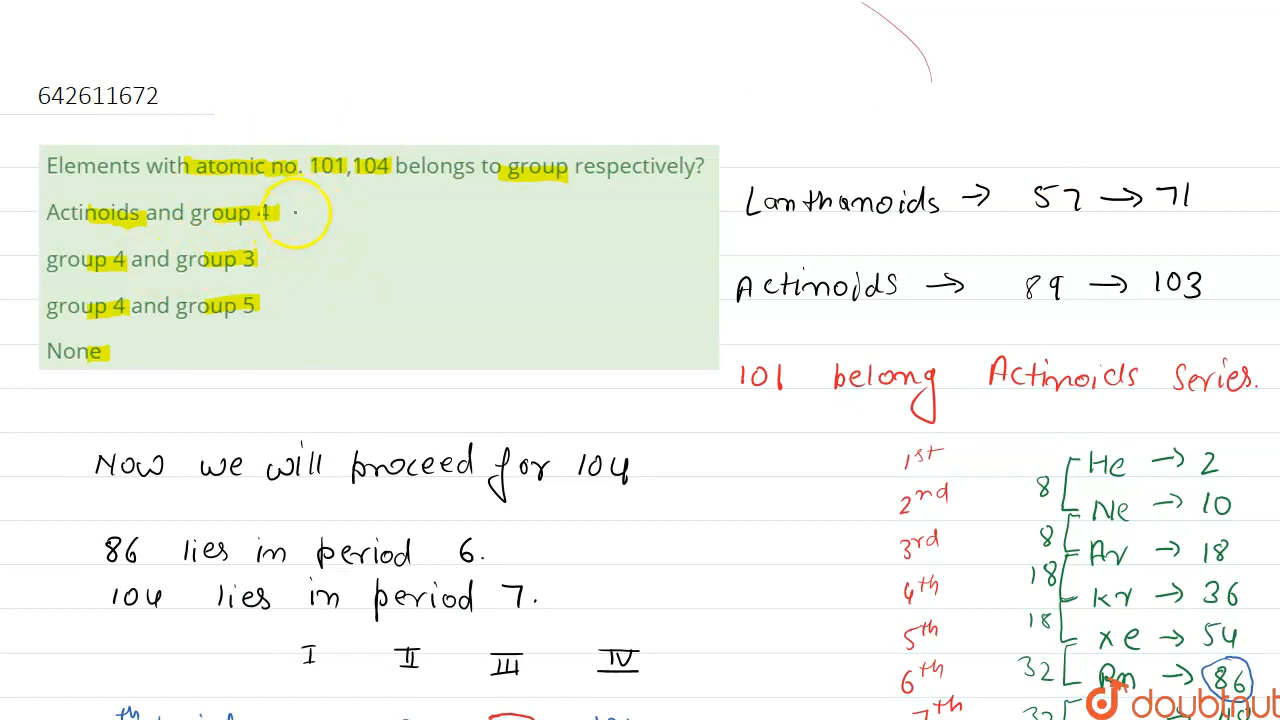 642611672
Elements with atomic no. 101,104 belongs to group respectively?
Actinoids and group 4
group 4 and group 3
group 4 and group 5
None
Lanthanoids → 57 → 71
Actinoids → 89 → 103
101 belong Actinoids Series.
Now we will proceed for 104
86 lies in period 6.
104 lies in period 7.
I II III IV
1st 8 He → 2
2nd Ne → 10
3rd 8 Ar → 18
4th 18 Kr → 36
5th 18 Xe → 54
6th 32 Rn → 86
7th 32
doubtnut